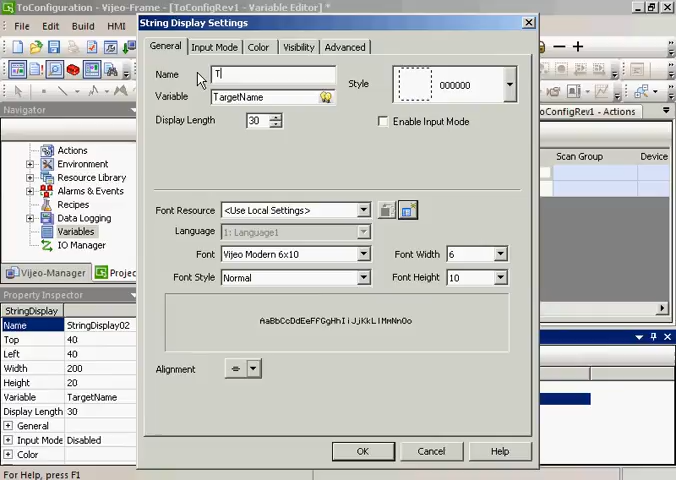 ToConfiguration - Vijeo-Frame - [ToConfigRev1 - Variable Editor] *
File Edit Build HMI
String Display Settings
General Input Mode Color Visibility Advanced
Name T
Variable TargetName
Display Length 30
Style 000000
Enable Input Mode
Font Resource <Use Local Settings>
Language 1: Language1
Font Vijeo Modern 6x10
Font Width 6
Font Style Normal
Font Height 10
AaBbCcDdEeFfGgHhIiJjKkLlMmNnOo
Alignment
OK Cancel Help
Navigator
Actions
Environment
Resource Library
Alarms & Events
Recipes
Data Logging
Variables
IO Manager
Vijeo-Manager Projec
Property Inspector
StringDisplay
Name StringDisplay02
Top 40
Left 40
Width 200
Height 20
Variable TargetName
Display Length 30
General
Input Mode Disabled
Color
For Help, press F1
oConfigRev1 - Actions
Scan Group Device